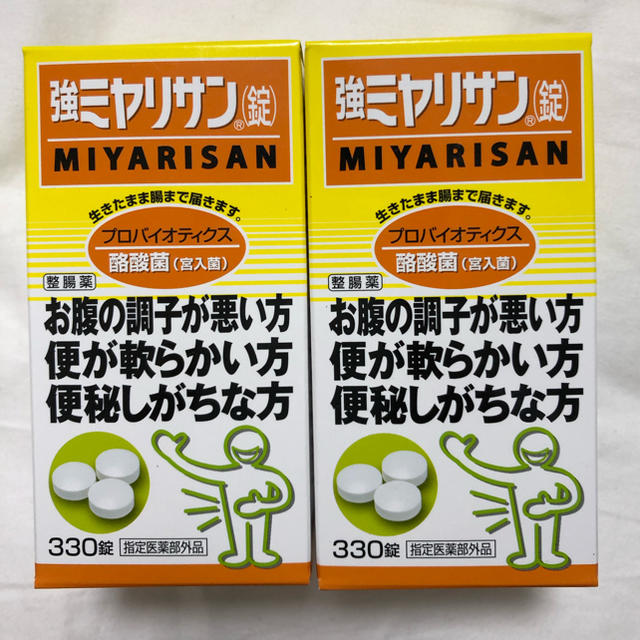 強ミヤリサン®(錠)
MIYARISAN
生きたまま腸まで届きます。
プロバイオティクス
酪酸菌(宮入菌)
整腸薬
お腹の調子が悪い方
便が軟らかい方
便秘しがちな方
330錠 指定医薬部外品
強ミヤリサン®(錠)
MIYARISAN
生きたまま腸まで届きます。
プロバイオティクス
酪酸菌(宮入菌)
整腸薬
お腹の調子が悪い方
便が軟らかい方
便秘しがちな方
330錠 指定医薬部外品